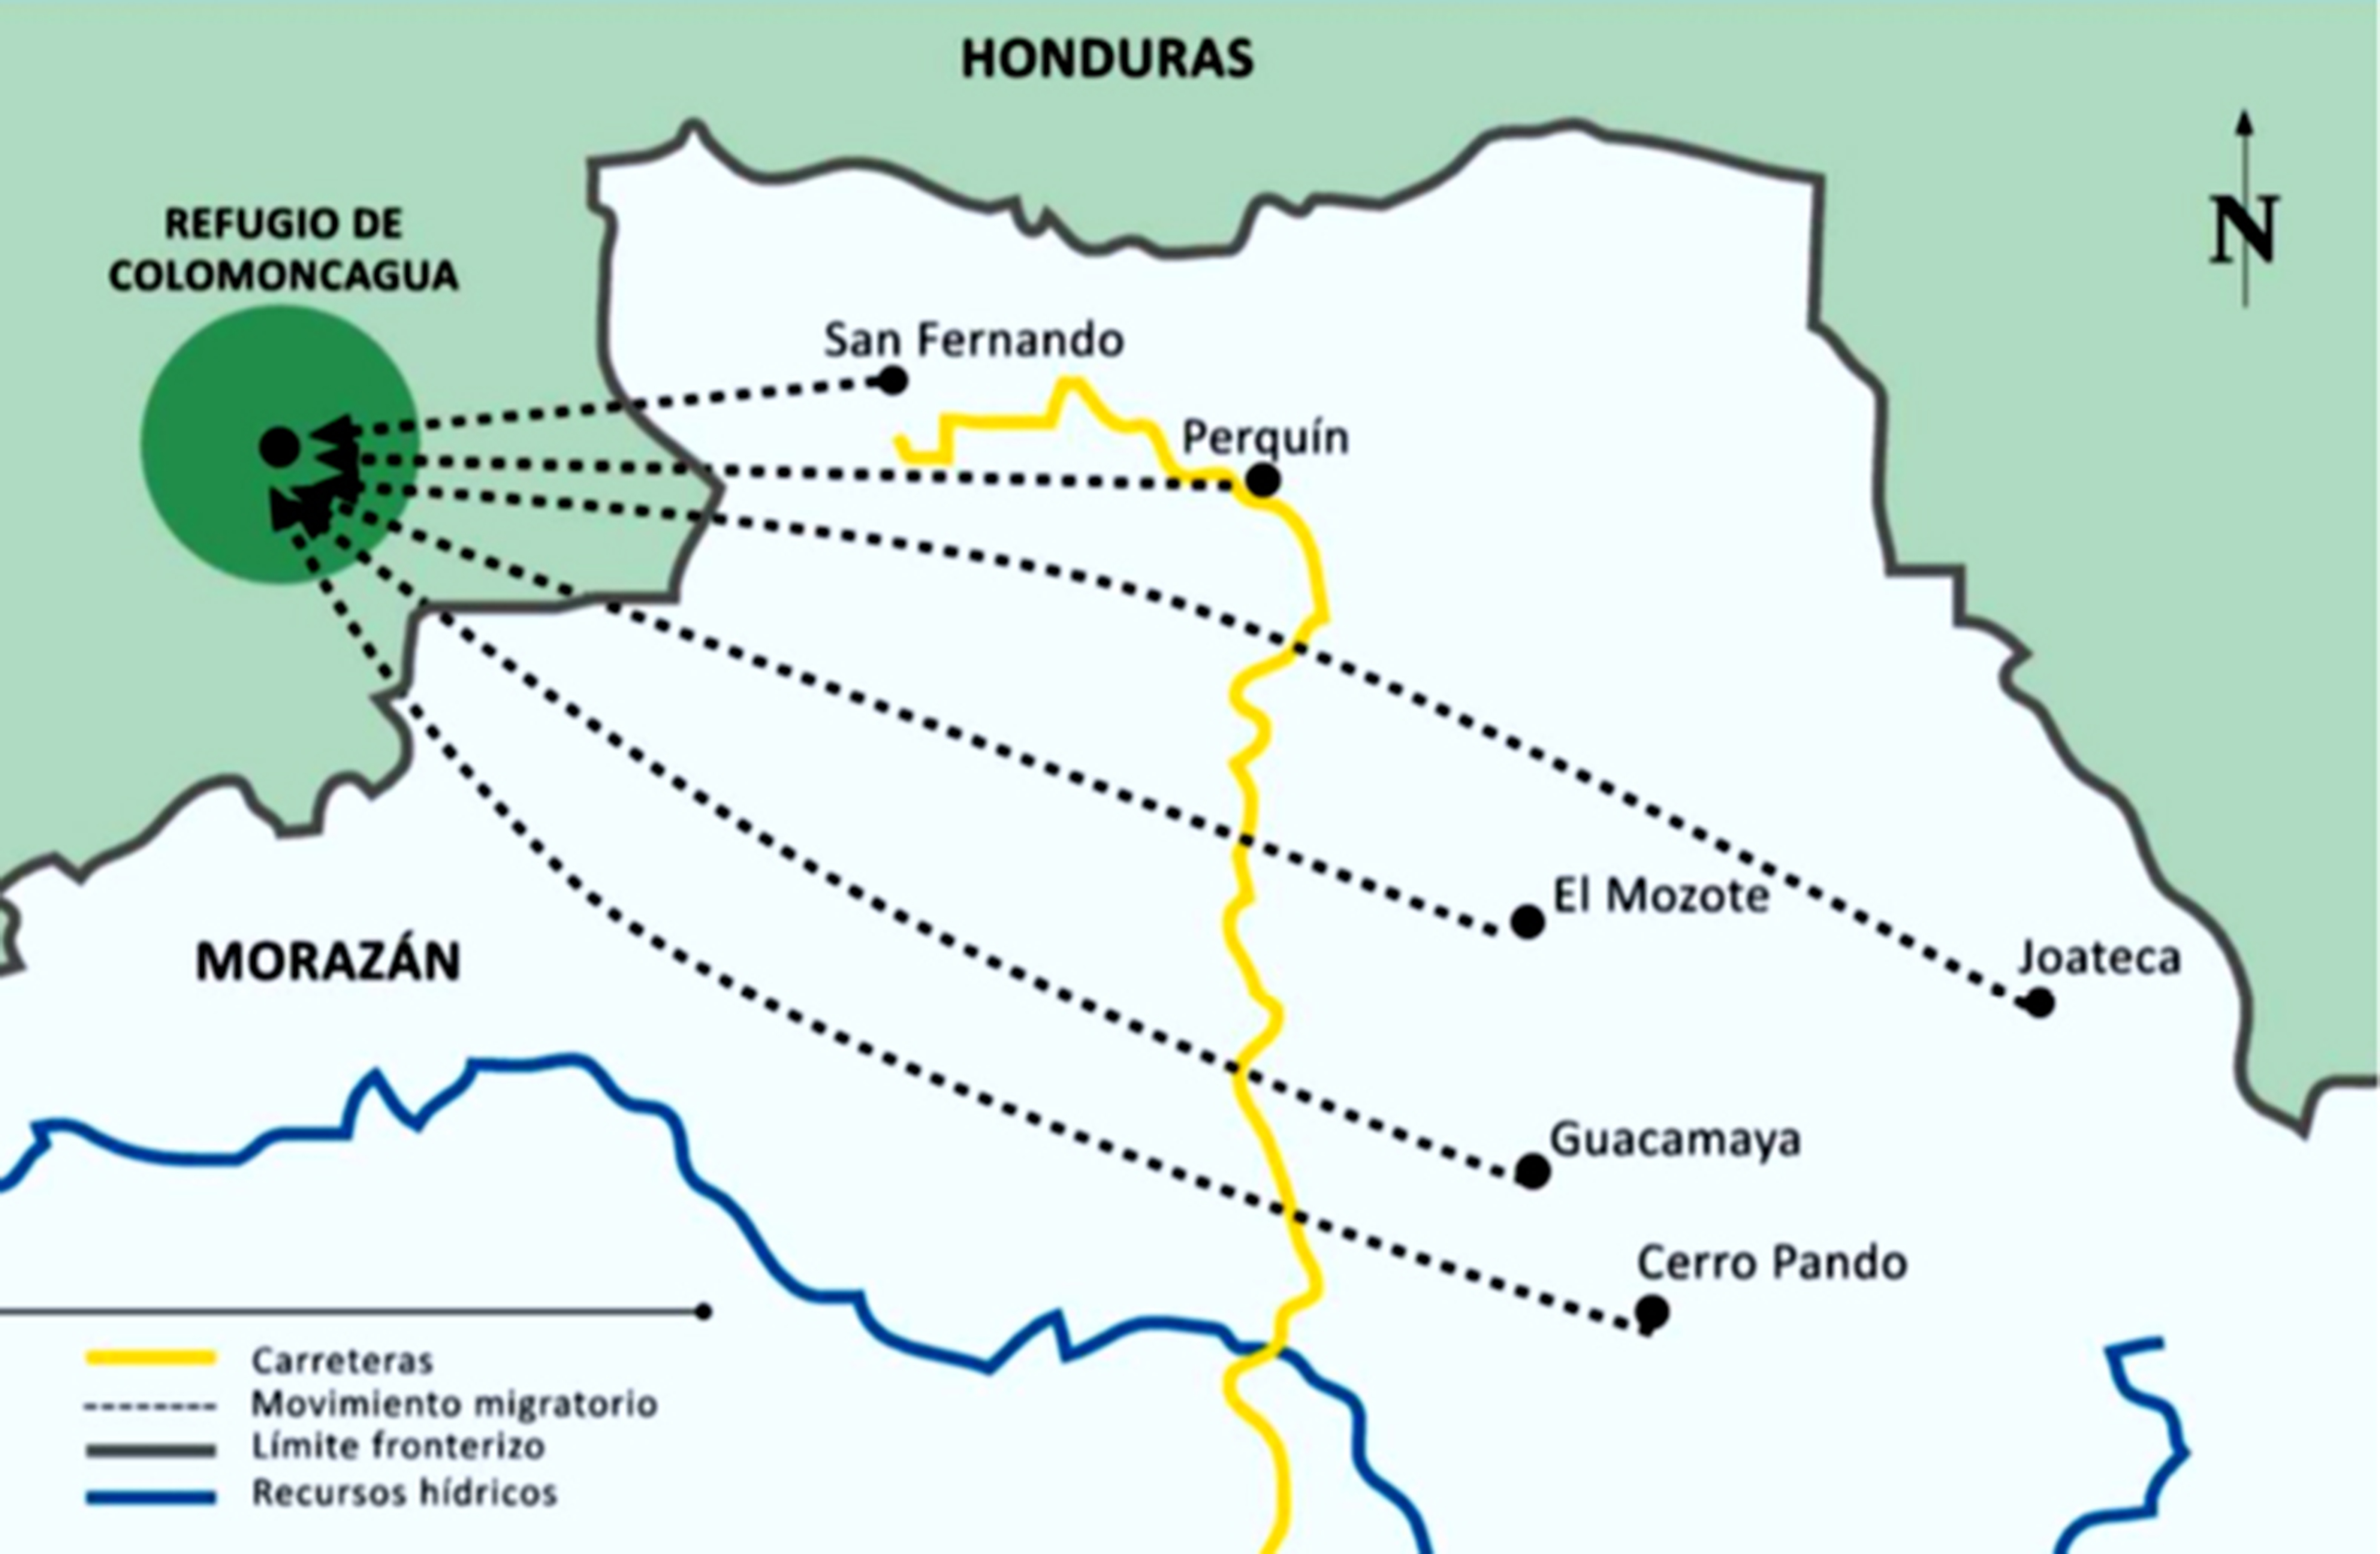 HONDURAS
N
REFUGIO DE
COLOMONCAGUA
San Fernando
Perquín
El Mozote
Joateca
MORAZÁN
Guacamaya
Cerro Pando
Carreteras
Movimiento migratorio
Límite fronterizo
Recursos hídricos